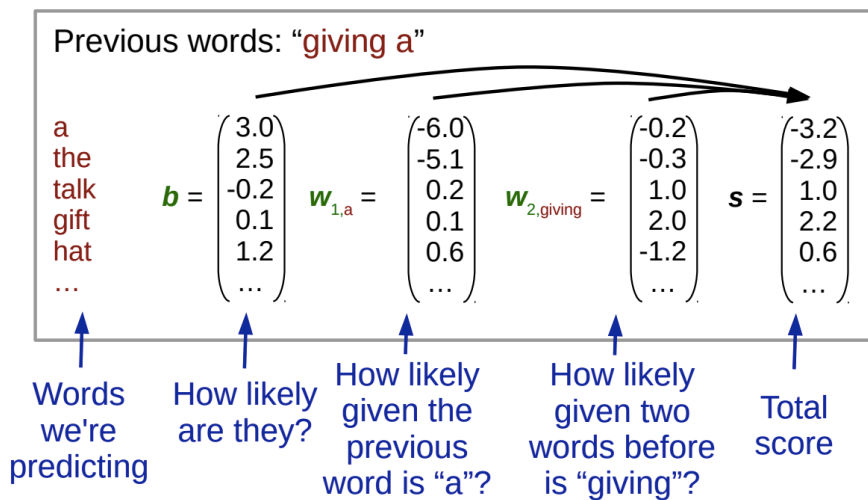 Previous words: “giving a”
a
the
talk
gift
hat
…
b =
3.0
2.5
-0.2
0.1
1.2
…
w1,a =
-6.0
-5.1
0.2
0.1
0.6
…
w2,giving =
-0.2
-0.3
1.0
2.0
-1.2
…
s =
-3.2
-2.9
1.0
2.2
0.6
…
Words
we're
predicting
How likely
are they?
How likely
given the
previous
word is “a”?
How likely
given two
words before
is “giving”?
Total
score